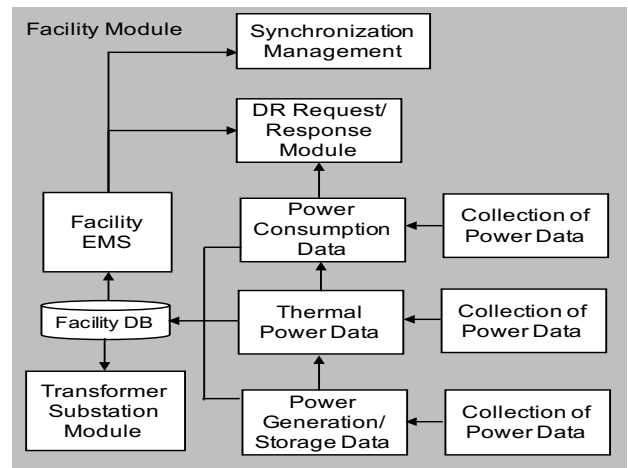 Facility Module
Synchronization
Management
DR Request/
Response
Module
Facility
EMS
Power
Consumption
Data
Collection of
Power Data
Facility DB
Thermal
Power Data
Collection of
Power Data
Transformer
Substation
Module
Power
Generation/
Storage Data
Collection of
Power Data